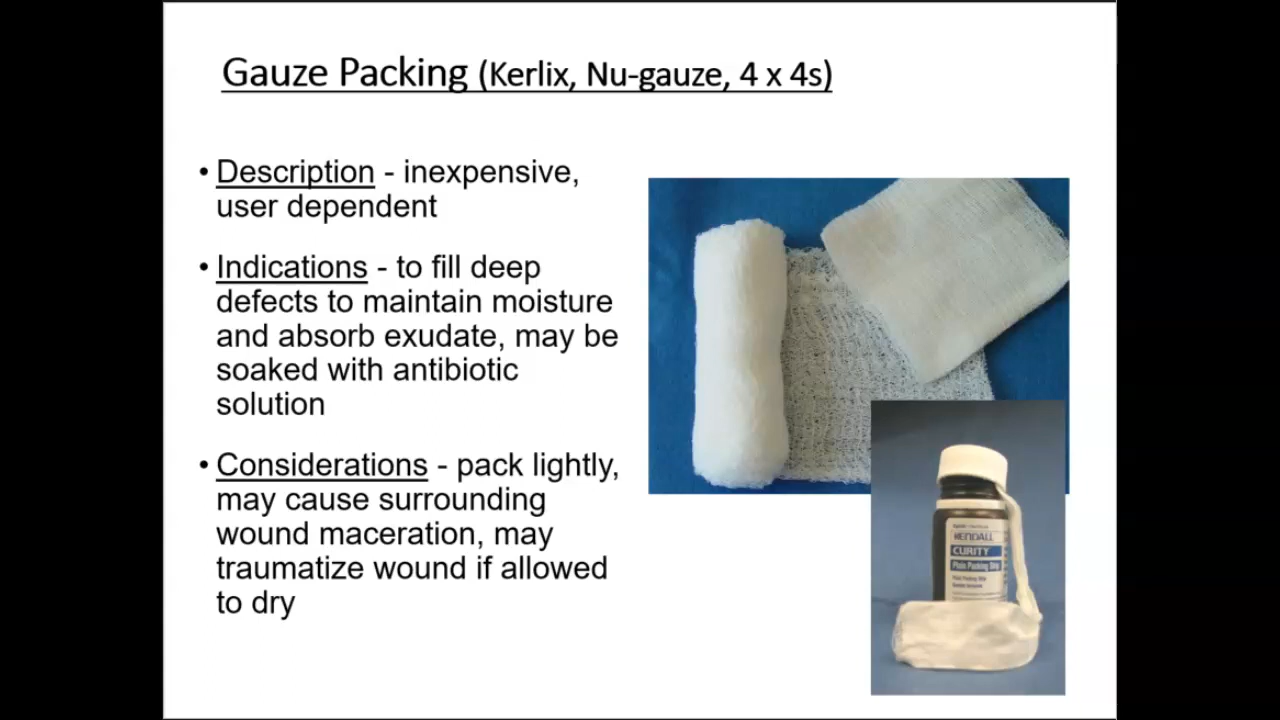 Gauze Packing (Kerlix, Nu-gauze, 4 x 4s)
• Description - inexpensive,
user dependent
• Indications - to fill deep
defects to maintain moisture
and absorb exudate, may be
soaked with antibiotic
solution
• Considerations - pack lightly,
may cause surrounding
wound maceration, may
traumatize wound if allowed
to dry
KENDALL
CURITY
Plain Packing Strip